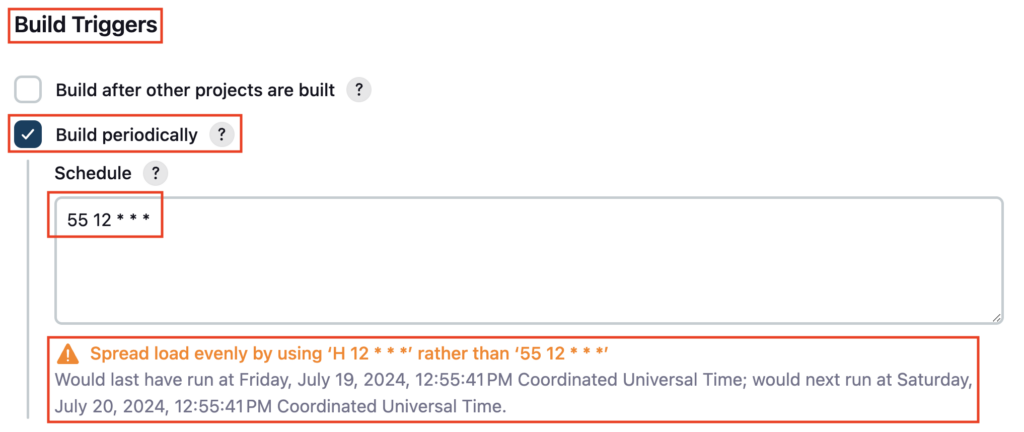 Build Triggers
Build after other projects are built ?
Build periodically ?
Schedule ?
55 12 * * *
Spread load evenly by using ‘H 12 * * *’ rather than ‘55 12 * * *’
Would last have run at Friday, July 19, 2024, 12:55:41 PM Coordinated Universal Time; would next run at Saturday,
July 20, 2024, 12:55:41 PM Coordinated Universal Time.